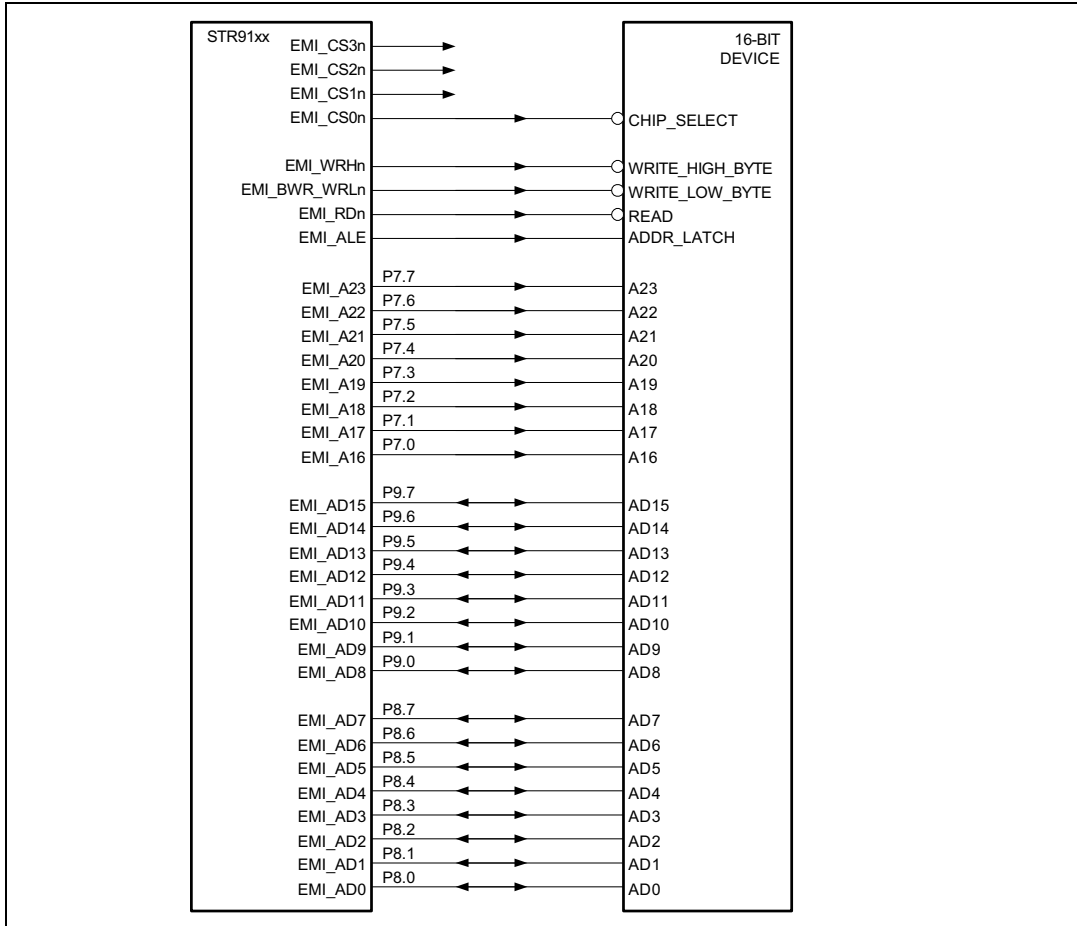 STR91xx
16-BIT
DEVICE
EMI_CS3n
EMI_CS2n
EMI_CS1n
EMI_CS0n CHIP_SELECT
EMI_WRHn WRITE_HIGH_BYTE
EMI_BWR_WRLn WRITE_LOW_BYTE
EMI_RDn READ
EMI_ALE ADDR_LATCH
EMI_A23 P7.7 A23
EMI_A22 P7.6 A22
EMI_A21 P7.5 A21
EMI_A20 P7.4 A20
EMI_A19 P7.3 A19
EMI_A18 P7.2 A18
EMI_A17 P7.1 A17
EMI_A16 P7.0 A16
EMI_AD15 P9.7 AD15
EMI_AD14 P9.6 AD14
EMI_AD13 P9.5 AD13
EMI_AD12 P9.4 AD12
EMI_AD11 P9.3 AD11
EMI_AD10 P9.2 AD10
EMI_AD9 P9.1 AD9
EMI_AD8 P9.0 AD8
EMI_AD7 P8.7 AD7
EMI_AD6 P8.6 AD6
EMI_AD5 P8.5 AD5
EMI_AD4 P8.4 AD4
EMI_AD3 P8.3 AD3
EMI_AD2 P8.2 AD2
EMI_AD1 P8.1 AD1
EMI_AD0 P8.0 AD0